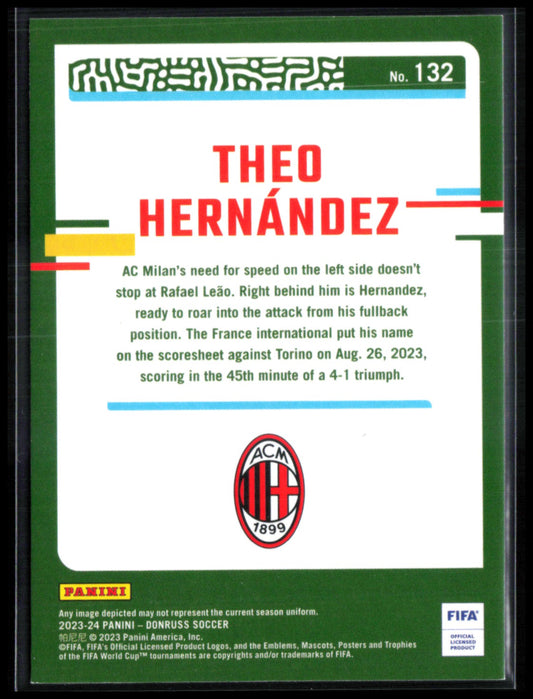 No. 132
THEO
HERNÁNDEZ
AC Milan's need for speed on the left side doesn't
stop at Rafael Leão. Right behind him is Hernandez,
ready to roar into the attack from his fullback
position. The France international put his name
on the scoresheet against Torino on Aug. 26, 2023,
scoring in the 45th minute of a 4-1 triumph.
ACM
1899
PANINI
Any image depicted may not represent the current season uniform.
2023-24 PANINI – DONRUSS SOCCER
帕尼尼 © 2023 Panini America, Inc.
©FIFA, FIFA's Official Licensed Product Logos, and the Emblems, Mascots, Posters and Trophies
of the FIFA World Cup™ tournaments are copyrights and/or trademarks of FIFA.
FIFA®
OFFICIAL
LICENSED
PRODUCT